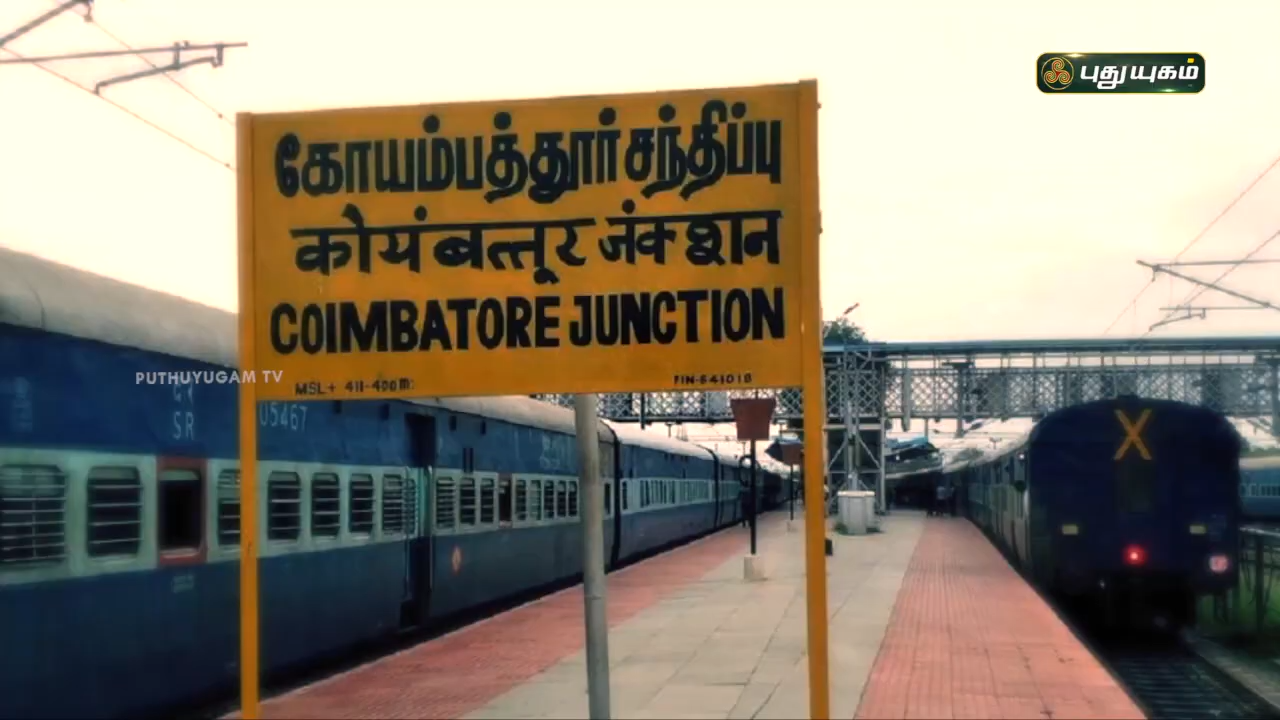 புதுயுகம்
கோயம்பத்தூர் சந்திப்பு
कोयंबत्तूर जंक्शन
COIMBATORE JUNCTION
MSL+ 411-400m:
PIN-641018
PUTHUYUGAM TV
SR
05467
X